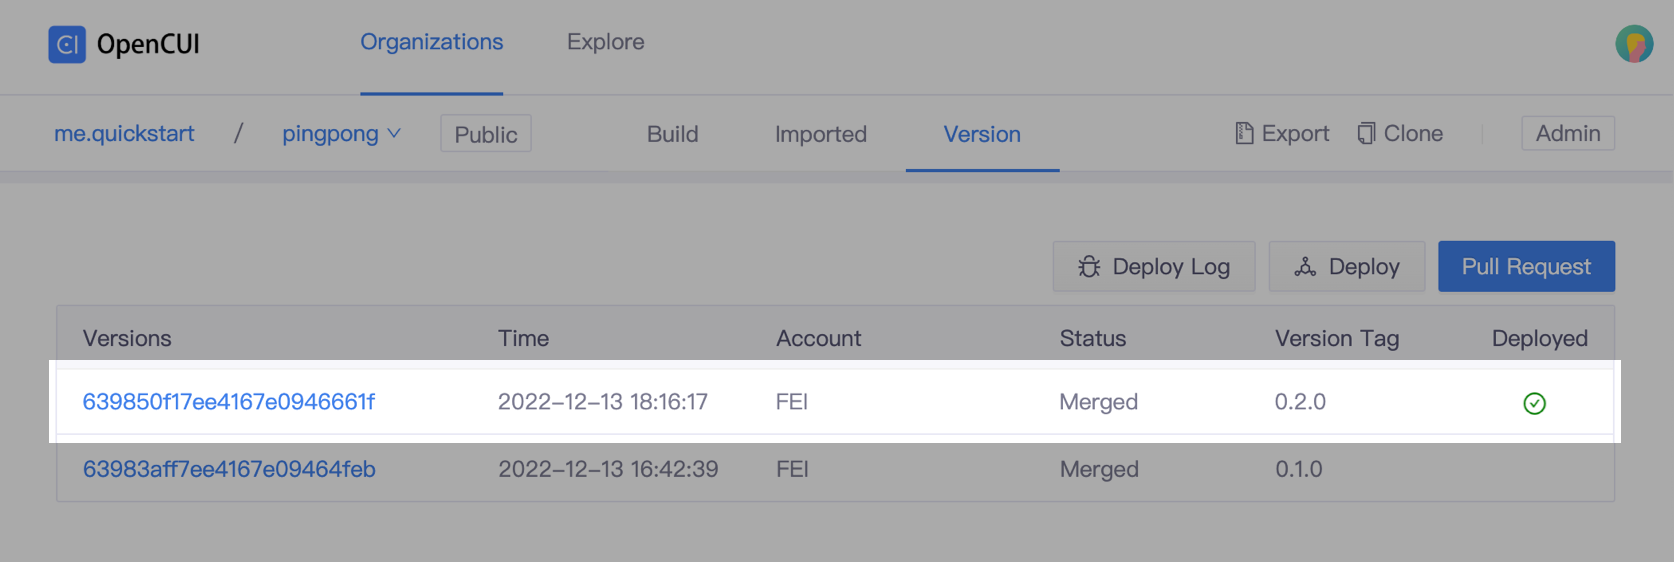 OpenCUI Organizations Explore
me.quickstart / pingpong Public Build Imported Version Export Clone Admin
Deploy Log Deploy Pull Request
Versions Time Account Status Version Tag Deployed
639850f17ee4167e0946661f 2022-12-13 18:16:17 FEI Merged 0.2.0
63983aff7ee4167e09464feb 2022-12-13 16:42:39 FEI Merged 0.1.0